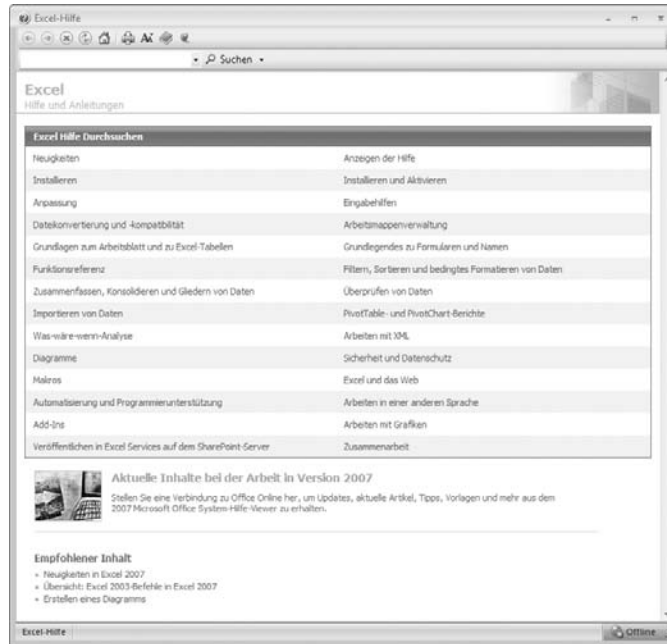 Excel-Hilfe
Suchen
Excel
Hilfe und Anleitungen
Excel Hilfe Durchsuchen
Neuigkeiten Anzeigen der Hilfe
Installieren Installieren und Aktivieren
Anpassung Eingabehilfen
Dateikonvertierung und -kompatibilität Arbeitsmappenverwaltung
Grundlagen zum Arbeitsblatt und zu Excel-Tabellen Grundlegendes zu Formularen und Namen
Funktionsreferenz Filtern, Sortieren und bedingtes Formatieren von Daten
Zusammenfassen, Konsolidieren und Gliedern von Daten Überprüfen von Daten
Importieren von Daten PivotTable- und PivotChart-Berichte
Was-wäre-wenn-Analyse Arbeiten mit XML
Diagramme Sicherheit und Datenschutz
Makros Excel und das Web
Automatisierung und Programmierunterstützung Arbeiten in einer anderen Sprache
Add-Ins Arbeiten mit Grafiken
Veröffentlichen in Excel Services auf dem SharePoint-Server Zusammenarbeit
Aktuelle Inhalte bei der Arbeit in Version 2007
Stellen Sie eine Verbindung zu Office Online her, um Updates, aktuelle Artikel, Tipps, Vorlagen und mehr aus dem
2007 Microsoft Office System-Hilfe-Viewer zu erhalten.
Empfohlener Inhalt
Neuigkeiten in Excel 2007
Übersicht: Excel 2003-Befehle in Excel 2007
Erstellen eines Diagramms
Excel-Hilfe Offline